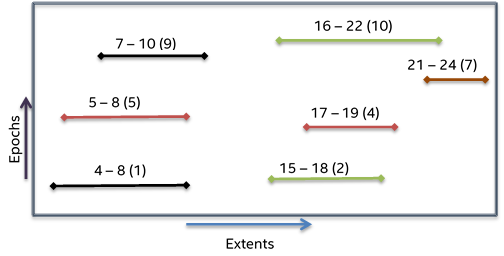 16 – 22 (10)
7 – 10 (9)
21 – 24 (7)
5 – 8 (5)
17 – 19 (4)
4 – 8 (1)
15 – 18 (2)
Epochs
Extents